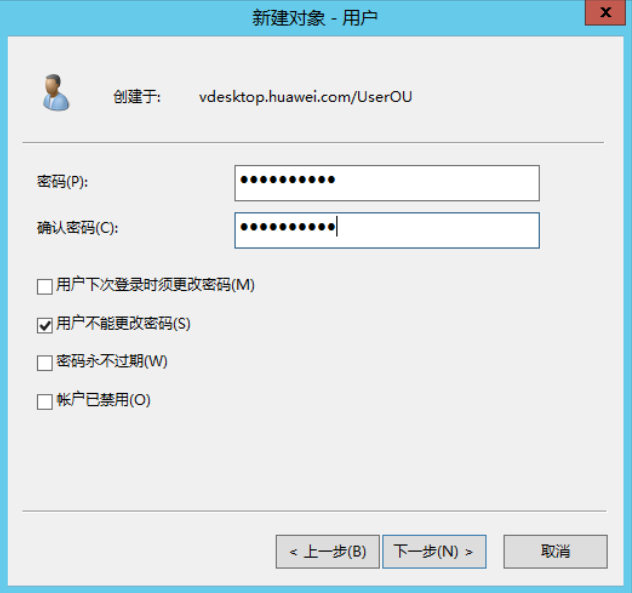 新建对象 - 用户
x
创建于: vdesktop.huawei.com/UserOU
密码(P): ●●●●●●●●●●
确认密码(C): ●●●●●●●●●●
用户下次登录时须更改密码(M)
用户不能更改密码(S)
密码永不过期(W)
帐户已禁用(O)
< 上一步(B) 下一步(N) > 取消